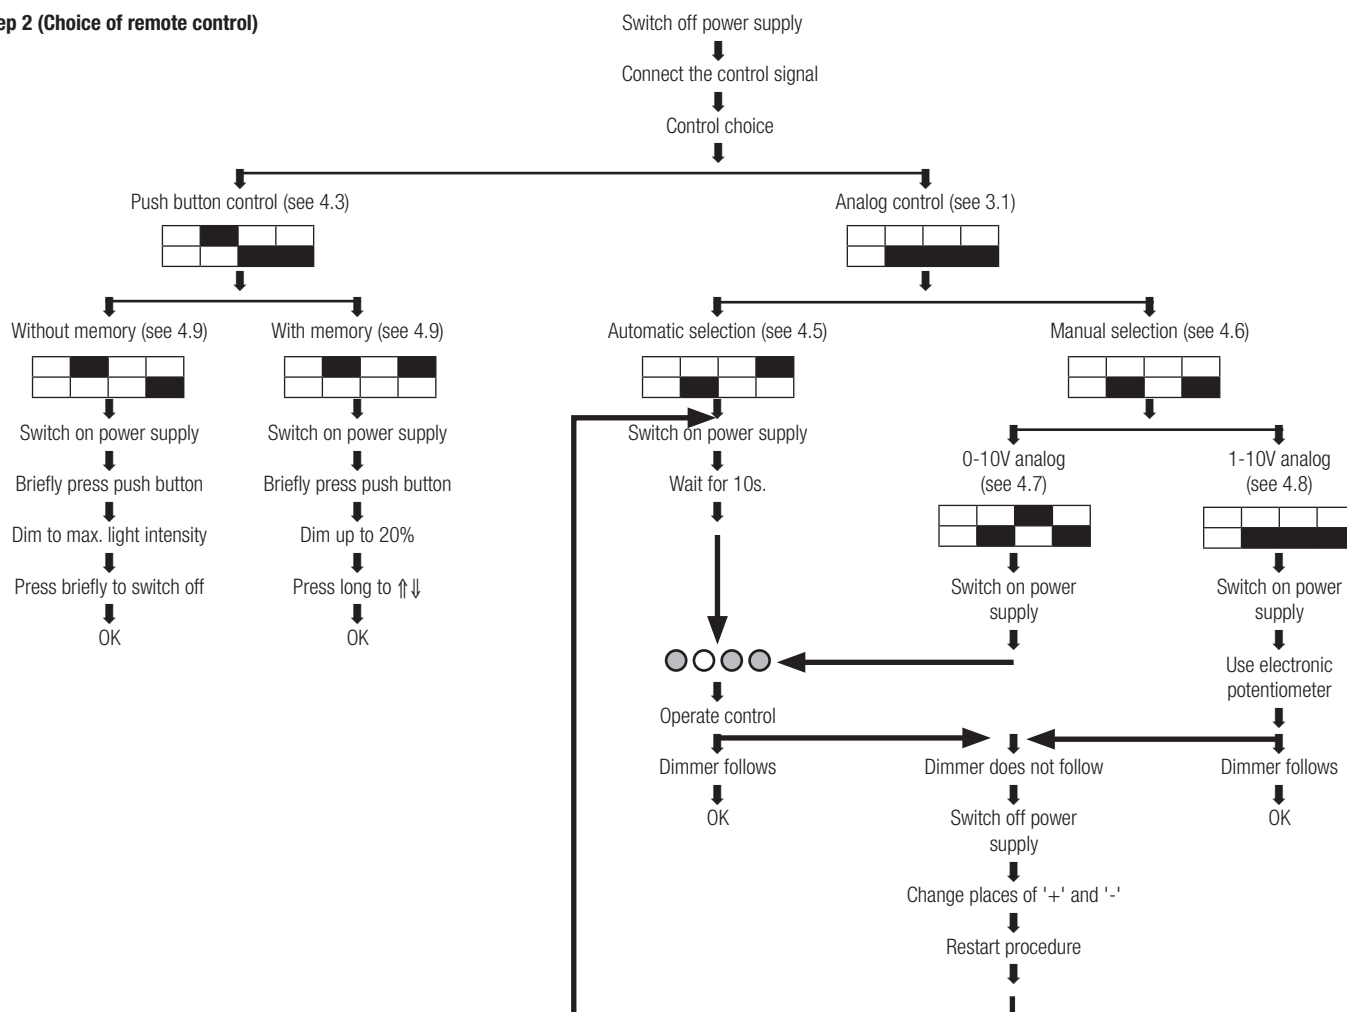 ep 2 (Choice of remote control)
Switch off power supply
Connect the control signal
Control choice
Push button control (see 4.3)
Analog control (see 3.1)
Without memory (see 4.9)
With memory (see 4.9)
Automatic selection (see 4.5)
Manual selection (see 4.6)
Switch on power supply
Switch on power supply
Switch on power supply
0-10V analog
(see 4.7)
1-10V analog
(see 4.8)
Briefly press push button
Briefly press push button
Wait for 10s.
Dim to max. light intensity
Dim up to 20%
Press briefly to switch off
Press long to ⇑⇓
Switch on power
supply
Switch on power
supply
OK
OK
Use electronic
potentiometer
Operate control
Dimmer follows
Dimmer does not follow
Dimmer follows
OK
Switch off power
supply
OK
Change places of '+' and '-'
Restart procedure